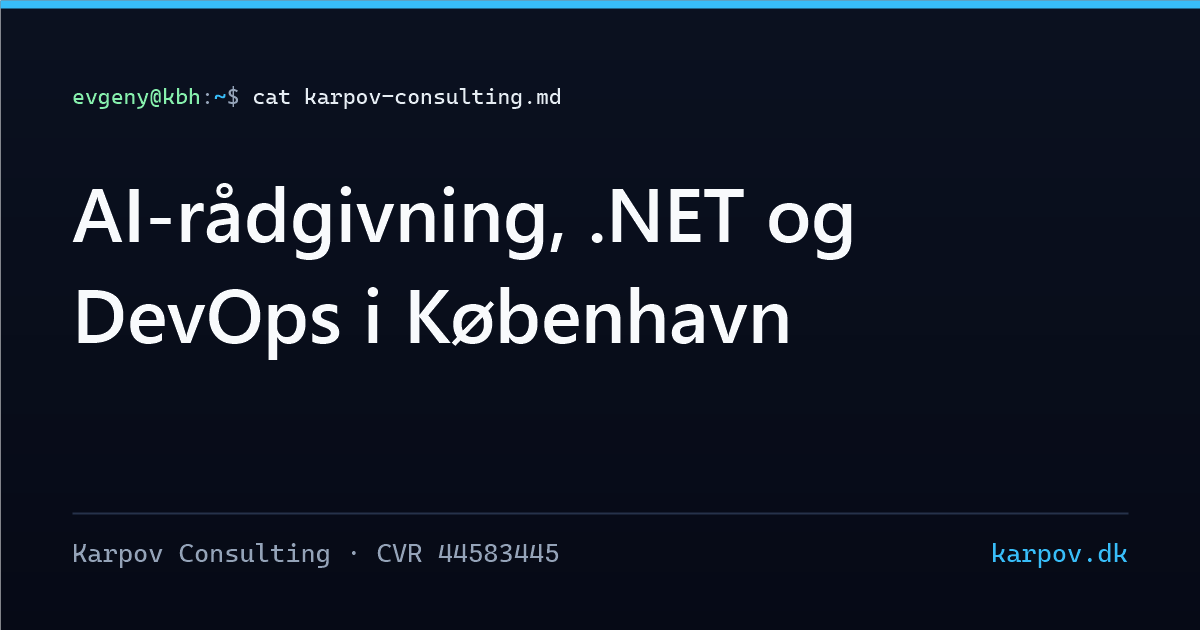 evgeny@kbh:~$ cat karpov-consulting.md
AI-rådgivning, .NET og
DevOps i København
Karpov Consulting · CVR 44583445
karpov.dk